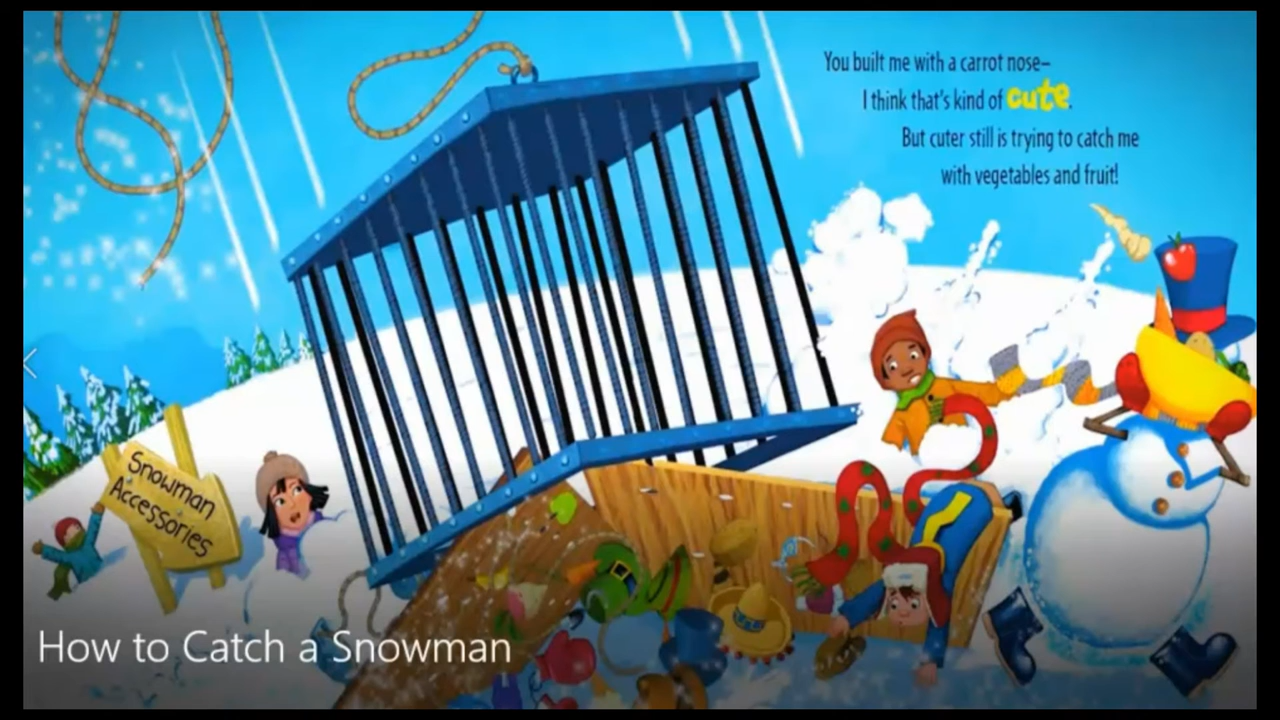 You built me with a carrot nose–
I think that's kind of cute.
But cuter still is trying to catch me
with vegetables and fruit!
Snowman
Accessories
How to Catch a Snowman